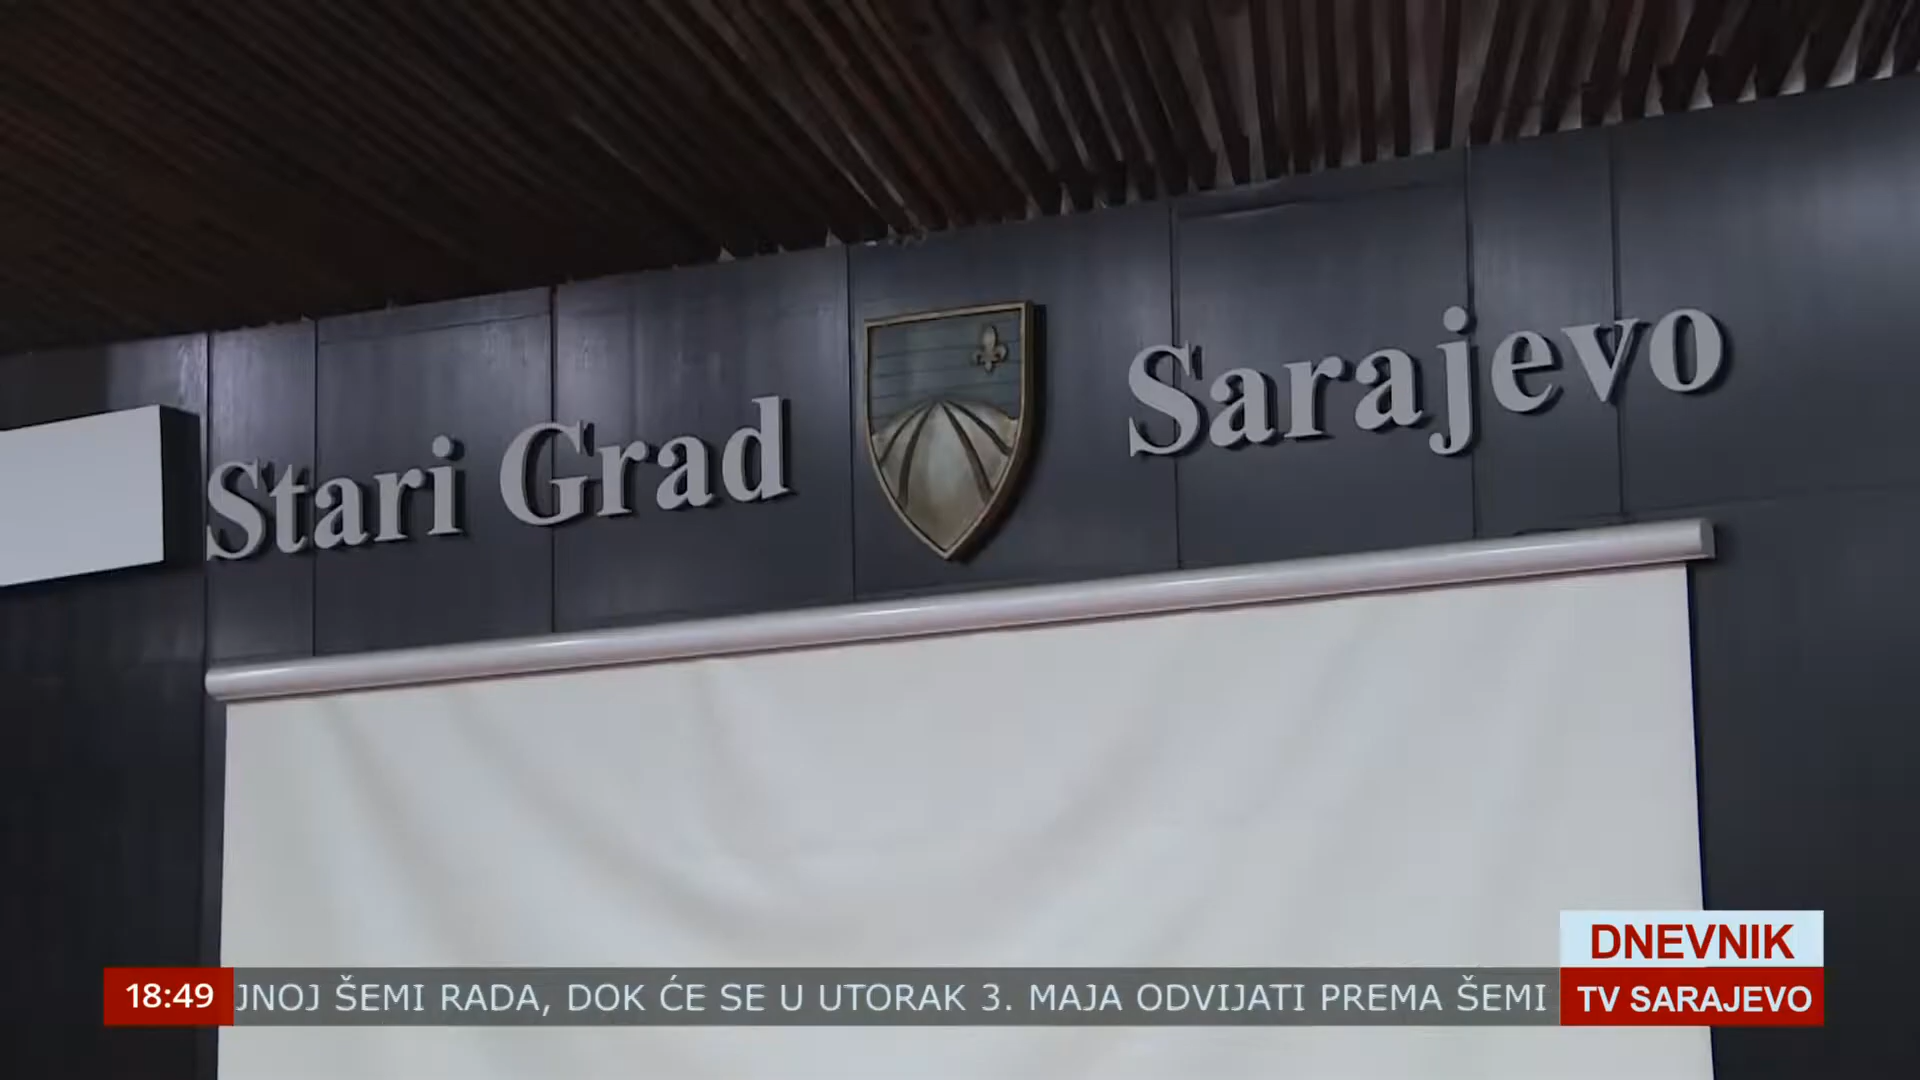 Stari Grad Sarajevo
DNEVNIK
18:49 JNOJ ŠEMI RADA, DOK ĆE SE U UTORAK 3. MAJA ODVIJATI PREMA ŠEMI TV SARAJEVO